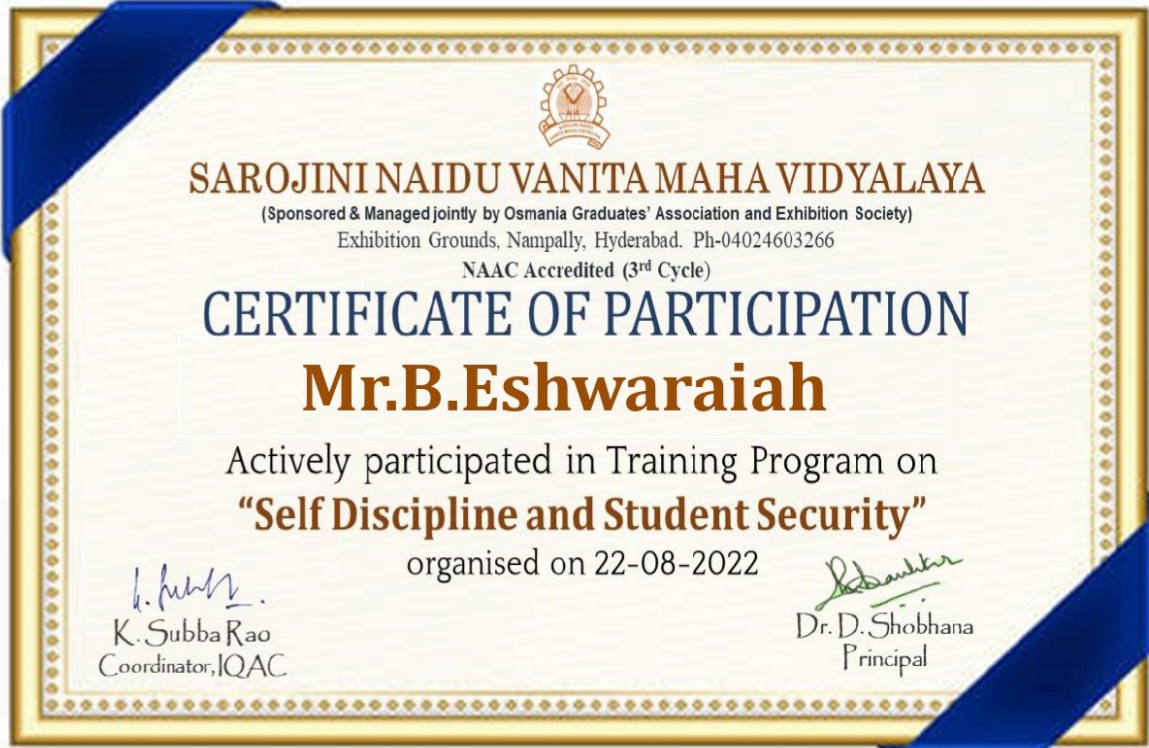 SAROJINI NAIDU VANITA MAHA VIDYALAYA
(Sponsored & Managed jointly by Osmania Graduates' Association and Exhibition Society)
Exhibition Grounds, Nampally, Hyderabad. Ph-04024603266
NAAC Accredited (3rd Cycle)
CERTIFICATE OF PARTICIPATION
Mr.B.Eshwaraiah
Actively participated in Training Program on
“Self Discipline and Student Security”
organised on 22-08-2022
K. Subba Rao
Coordinator, IQAC
Dr. D. Shobhana
Principal